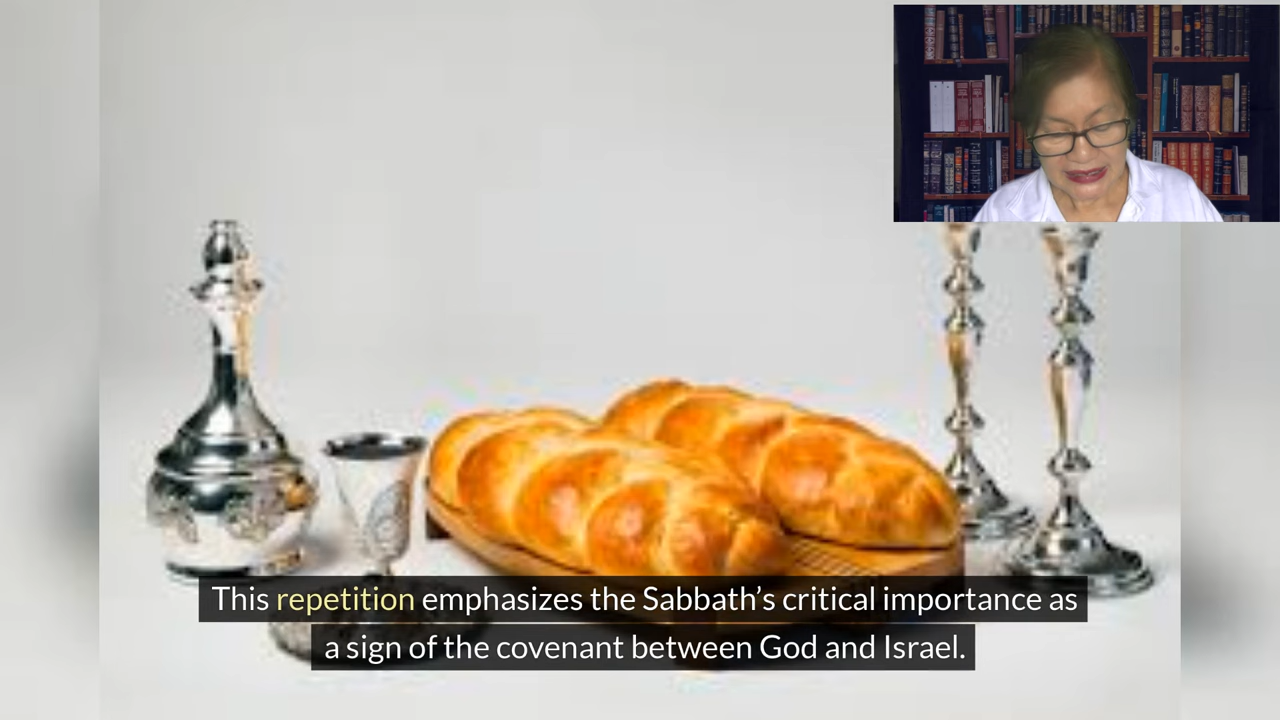 This repetition emphasizes the Sabbath’s critical importance as
a sign of the covenant between God and Israel.